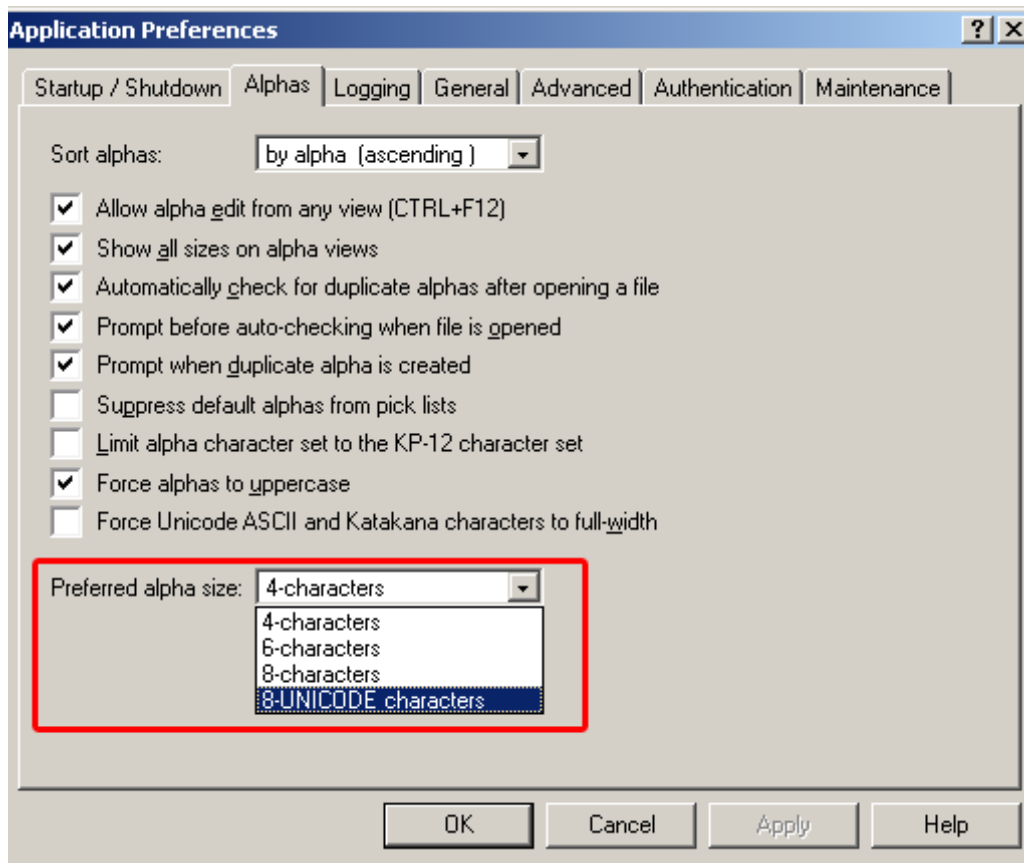 Application Preferences
Startup / Shutdown Alphas Logging General Advanced Authentication Maintenance
Sort alphas: by alpha (ascending )
Allow alpha edit from any view (CTRL+F12)
Show all sizes on alpha views
Automatically check for duplicate alphas after opening a file
Prompt before auto-checking when file is opened
Prompt when duplicate alpha is created
Suppress default alphas from pick lists
Limit alpha character set to the KP-12 character set
Force alphas to uppercase
Force Unicode ASCII and Katakana characters to full-width
Preferred alpha size: 4-characters
4-characters
6-characters
8-characters
8-UNICODE characters
OK Cancel Apply Help